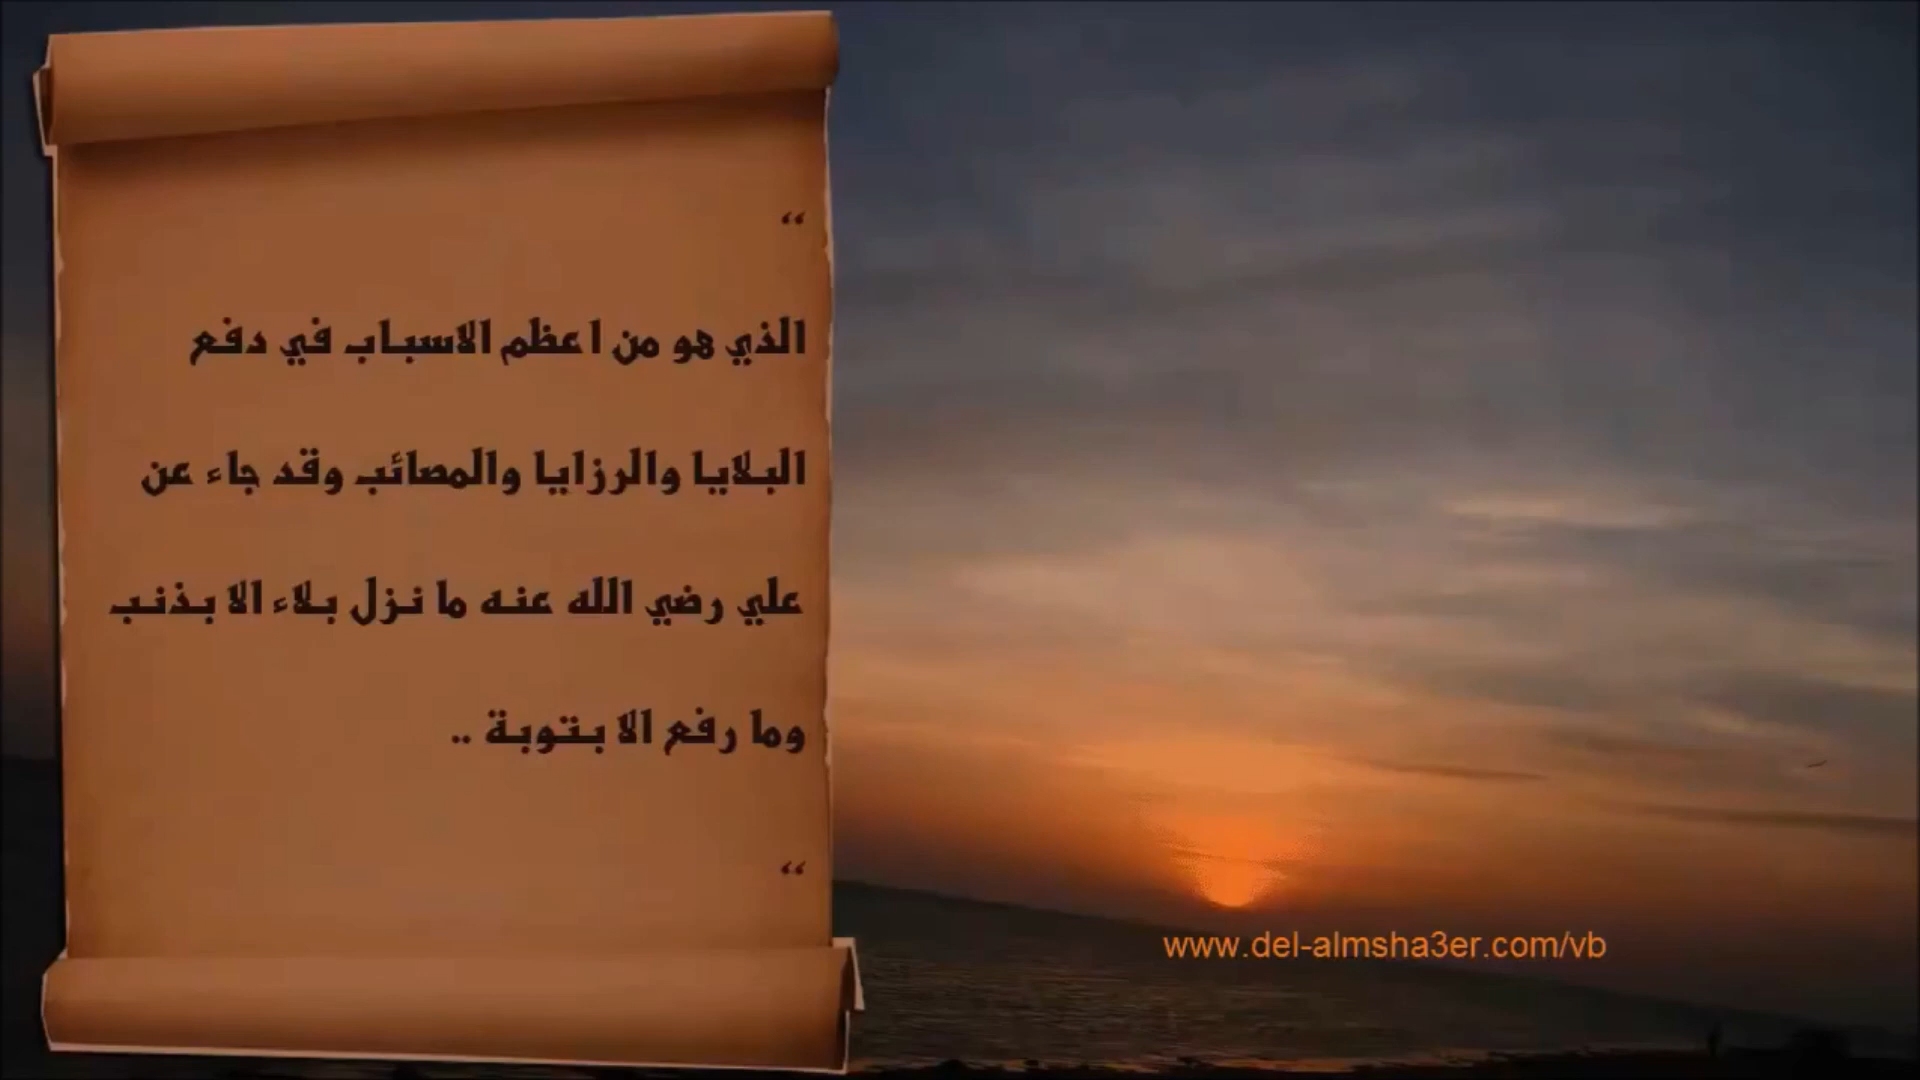 “
الذي هو من اعظم الاسباب في دفع
البلايا والرزايا والمصائب وقد جاء عن
علي رضي الله عنه ما نزل بلاء الا بذنب
وما رفع الا بتوبة ..
“
www.del-almsha3er.com/vb